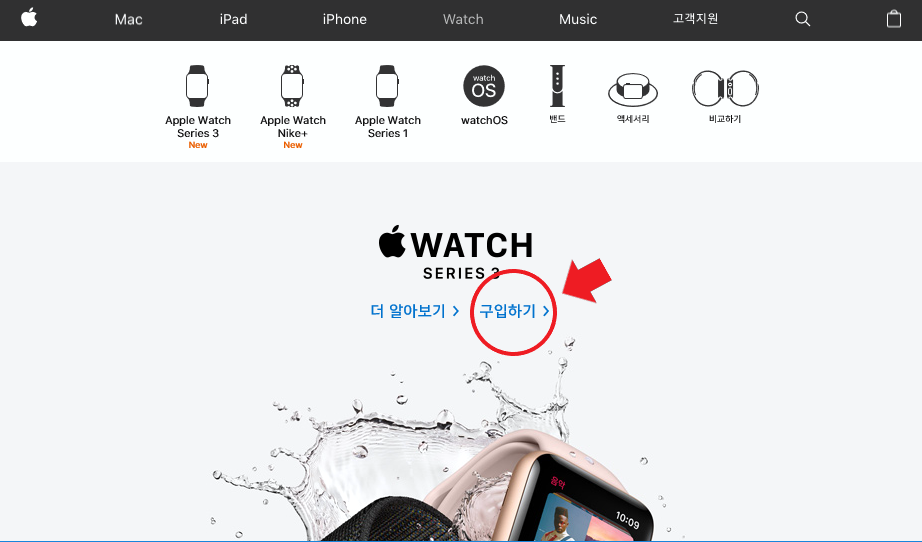 Mac iPad iPhone Watch Music 고객지원
Apple Watch Series 3 New
Apple Watch Nike+ New
Apple Watch Series 1
watch OS
watchOS
밴드
액세서리
비교하기
WATCH
SERIES 3
더 알아보기 > 구입하기 >
음악
10:09